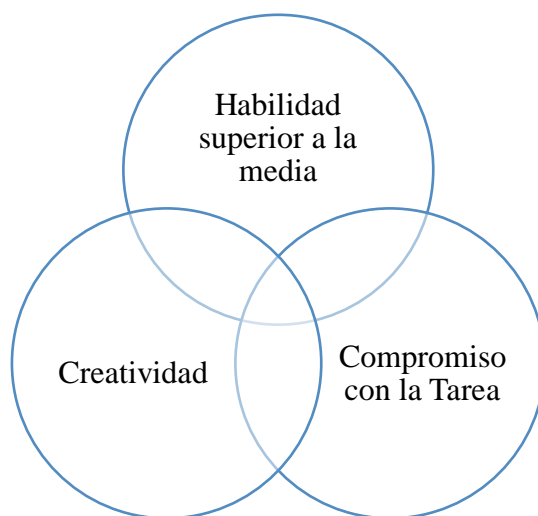 Habilidad
superior a la
media
Creatividad
Compromiso
con la Tarea